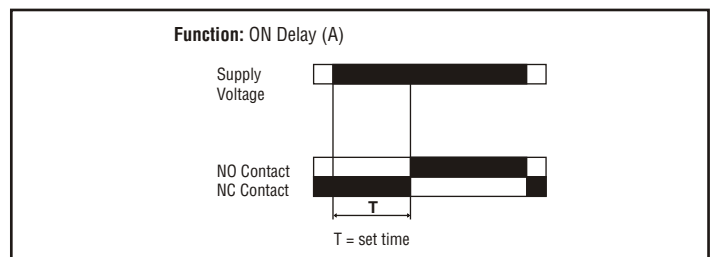 Function: ON Delay (A)
Supply
Voltage
NO Contact
NC Contact
T
T = set time